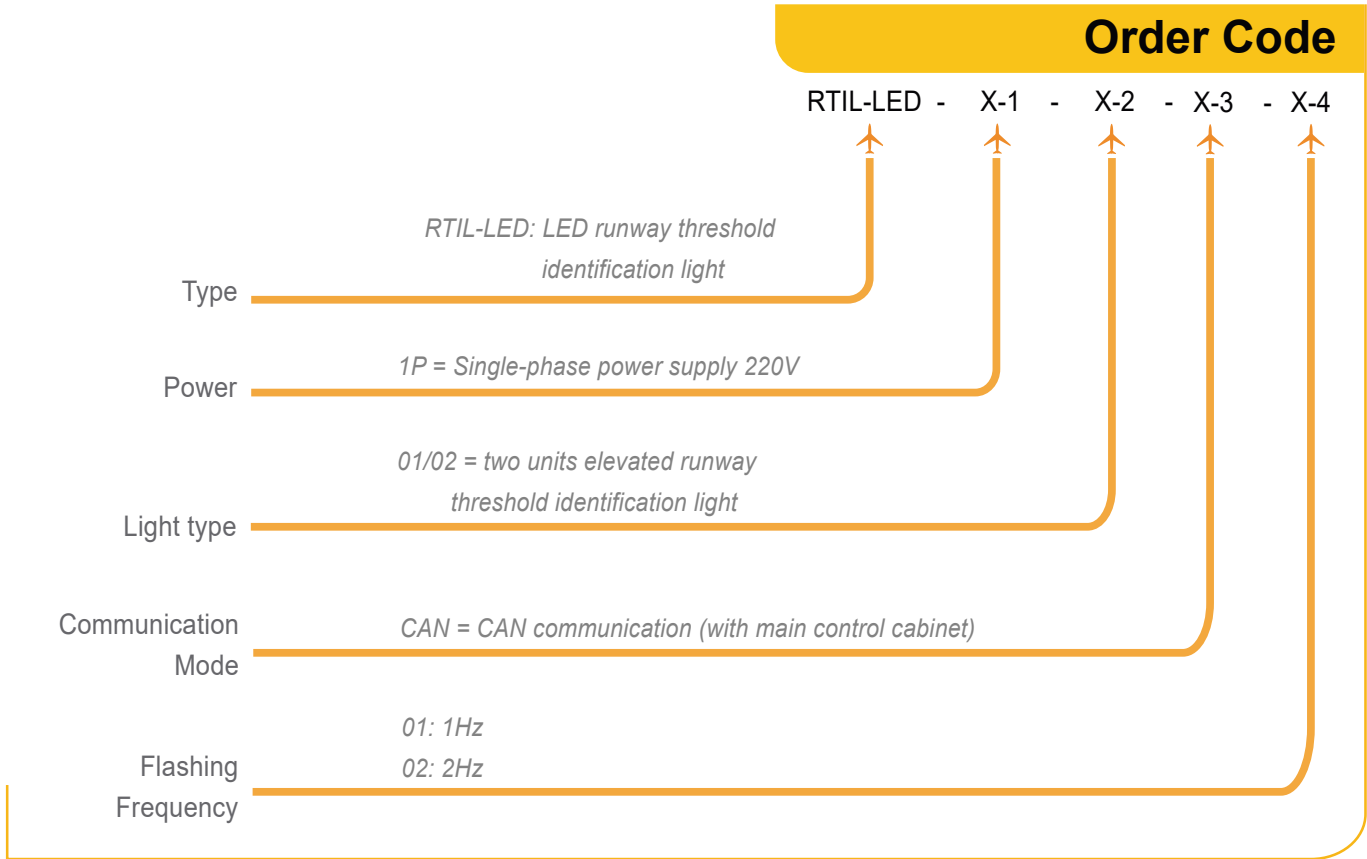 Order Code
RTIL-LED - X-1 - X-2 - X-3 - X-4
RTIL-LED: LED runway threshold
identification light
Type
1P = Single-phase power supply 220V
Power
01/02 = two units elevated runway
threshold identification light
Light type
Communication
Mode
CAN = CAN communication (with main control cabinet)
01: 1Hz
02: 2Hz
Flashing
Frequency